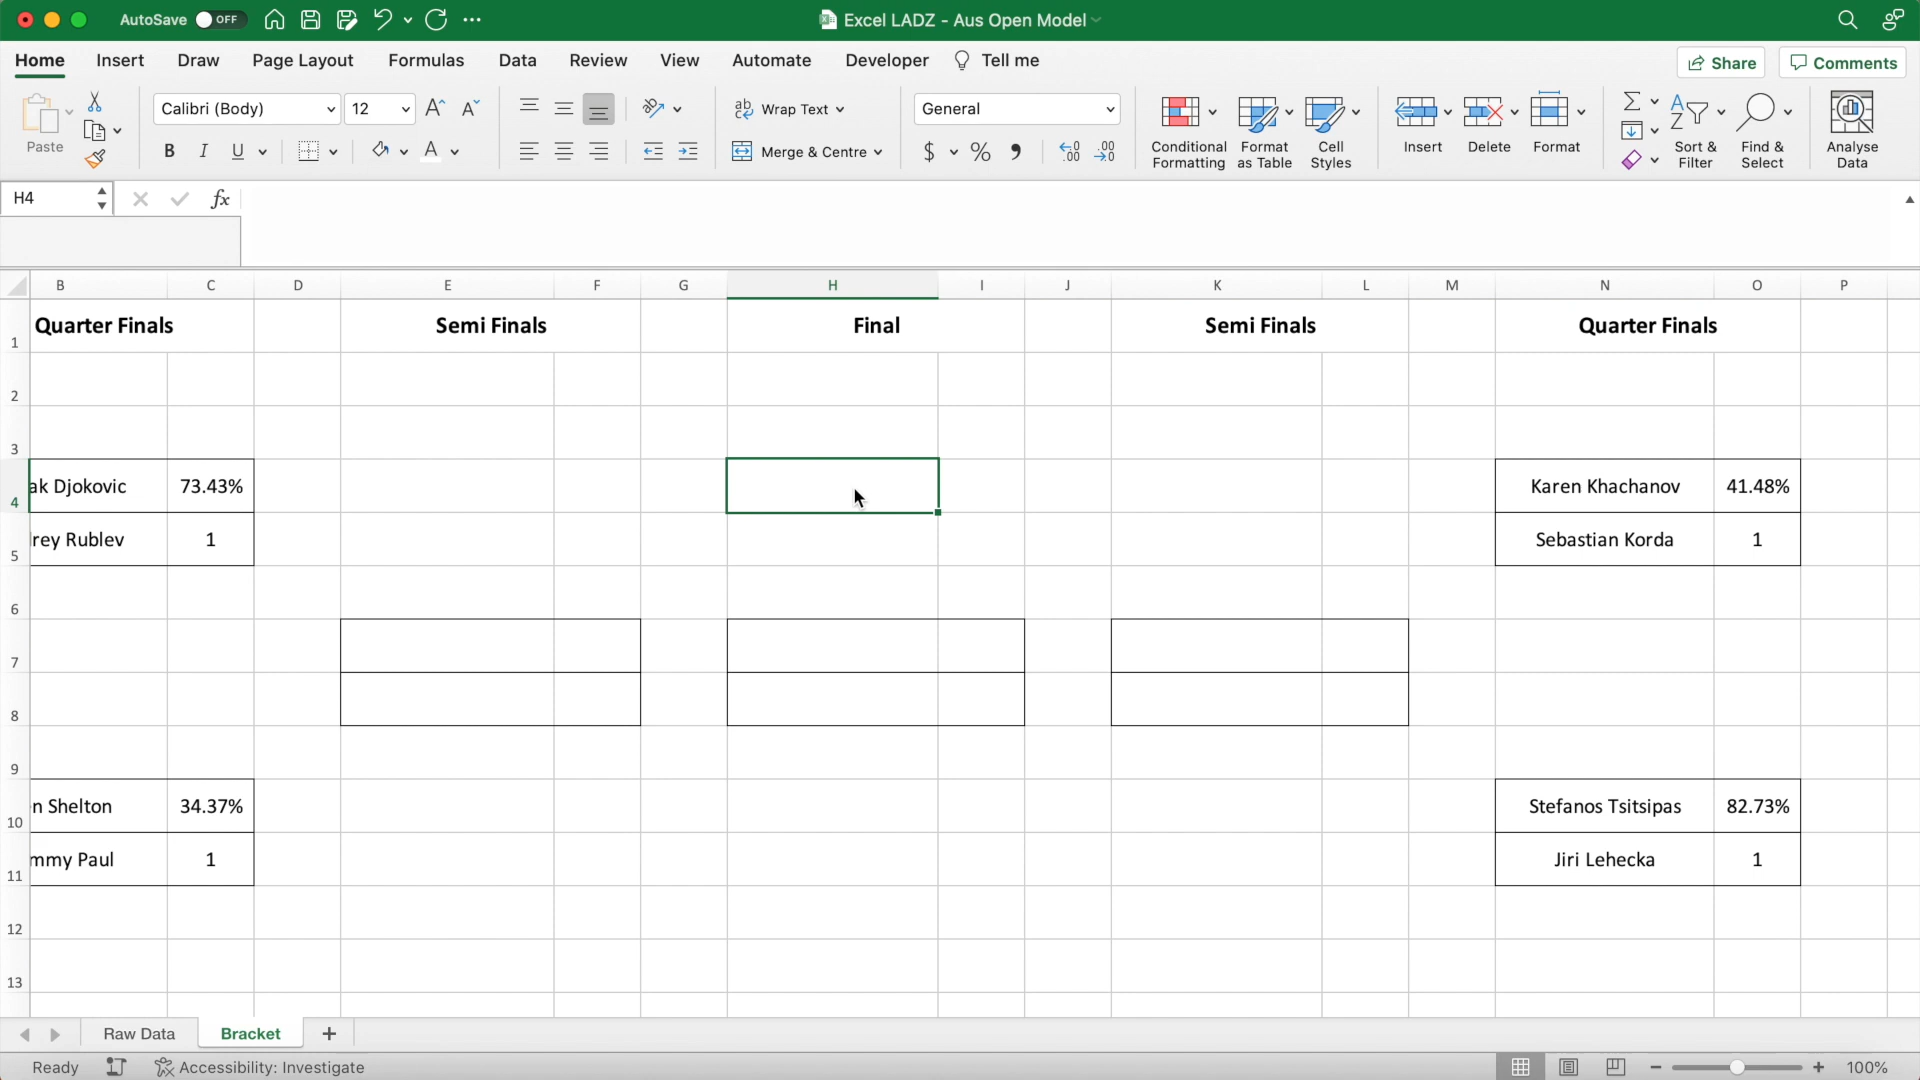 AutoSave OFF Excel LADZ - Aus Open Model
Home Insert Draw Page Layout Formulas Data Review View Automate Developer Tell me Share Comments
Paste Calibri (Body) 12 Wrap Text General Conditional Formatting Format as Table Cell Styles Insert Delete Format Sort & Filter Find & Select Analyse Data
B I U Merge & Centre $ % 
H4 fx
B C D E F G H I J K L M N O P
1 Quarter Finals Semi Finals Final Semi Finals Quarter Finals
2
3
4 ak Djokovic 73.43% Karen Khachanov 41.48%
5 rey Rublev 1 Sebastian Korda 1
6
7
8
9
10 n Shelton 34.37% Stefanos Tsitsipas 82.73%
11 mmy Paul 1 Jiri Lehecka 1
12
13
Raw Data Bracket +
Ready Accessibility: Investigate 100%